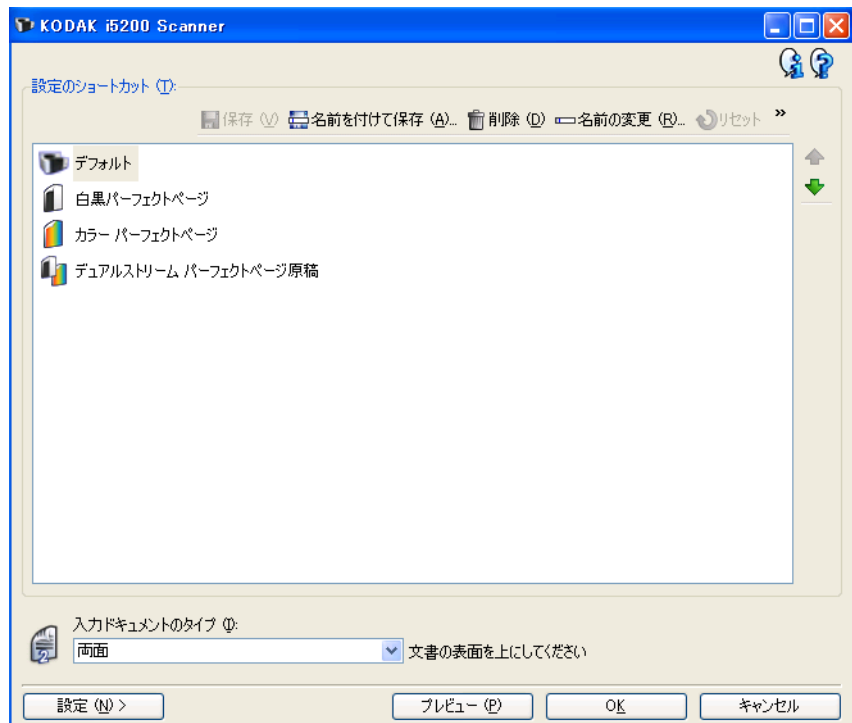 KODAK i5200 Scanner
設定のショートカット (T):
保存 (V) 名前を付けて保存 (A)... 削除 (D) 名前の変更 (R)... リセット »
デフォルト
白黒パーフェクトページ
カラー パーフェクトページ
デュアルストリーム パーフェクトページ原稿
入力ドキュメントのタイプ (I):
両面 文書の表面を上にしてください
設定 (N) > プレビュー (P) OK キャンセル